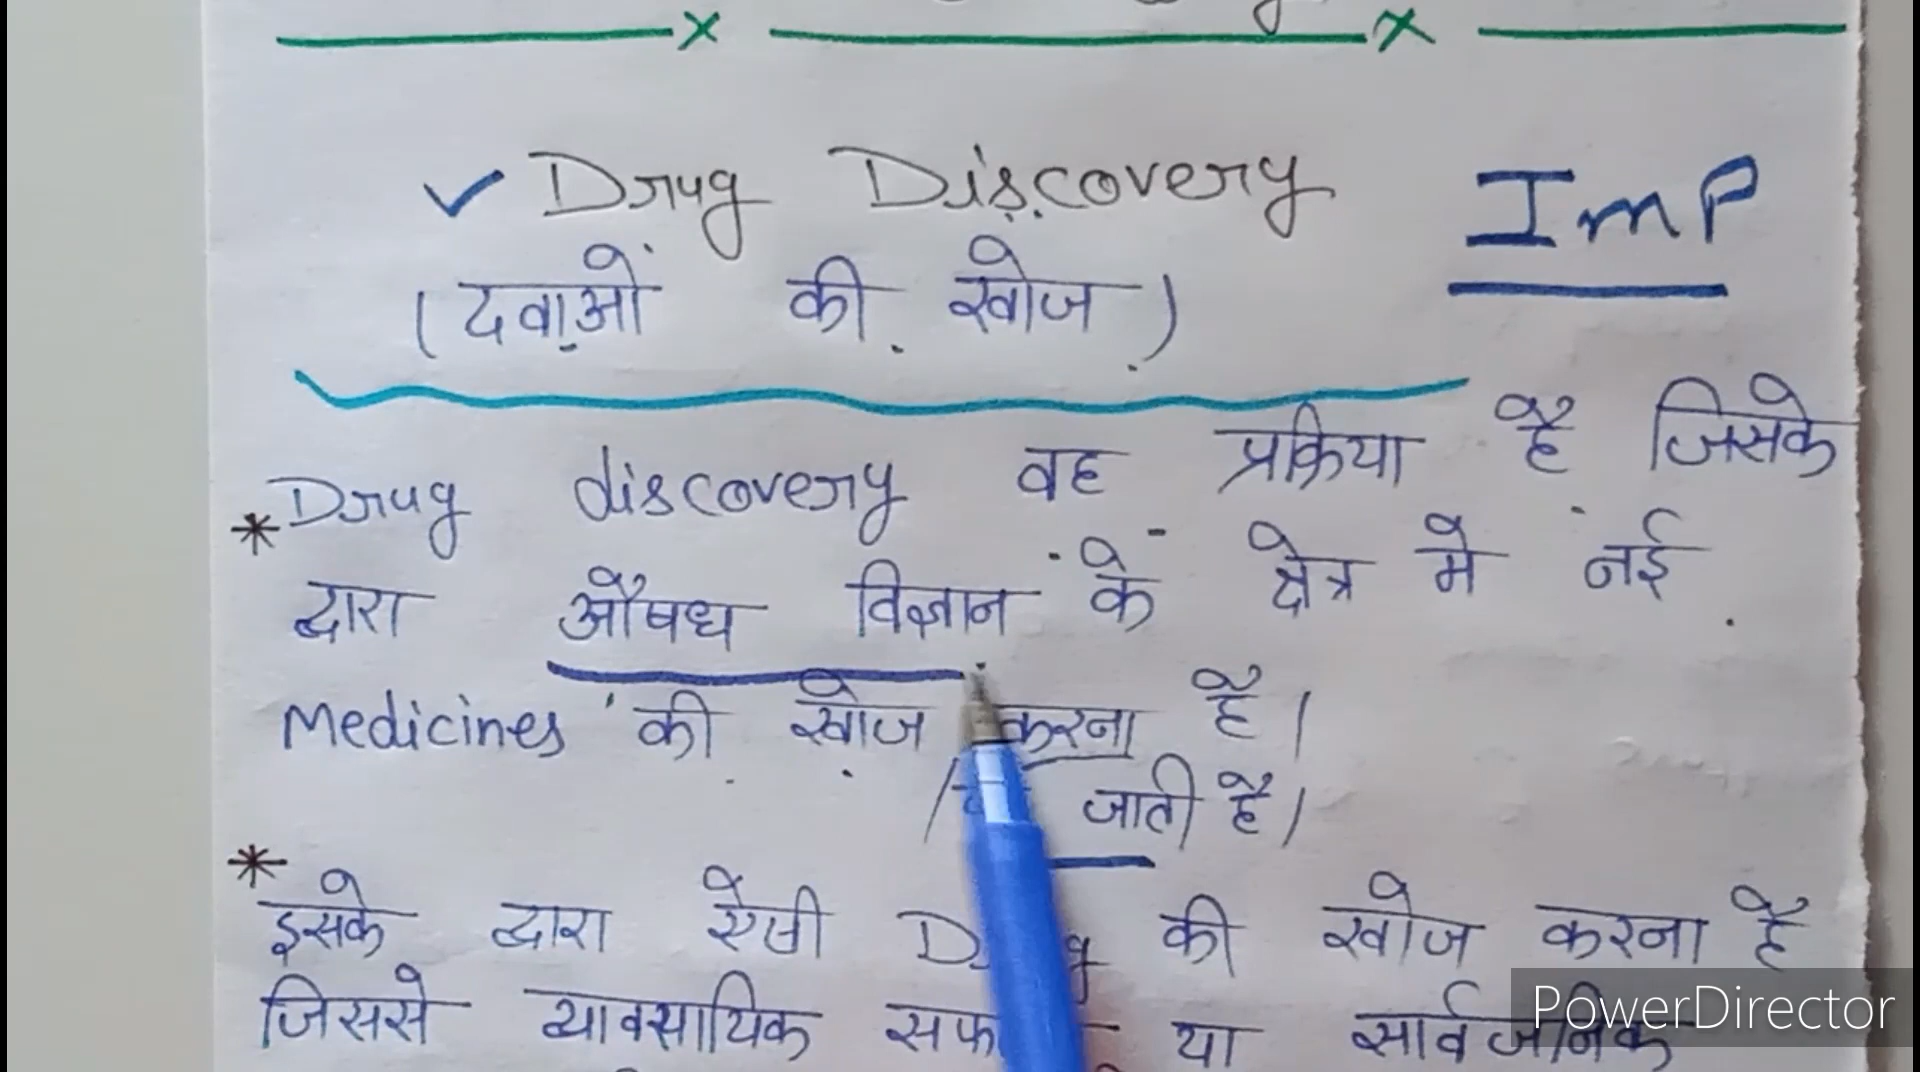 ✓ Drug Discovery Imp
(दवाओं की खोज)
* Drug discovery वह प्रक्रिया है जिसके
द्वारा औषध विज्ञान के क्षेत्र मे नई
Medicines की खोज करना है।
जाती है।
* इसके द्वारा ऐसी की खोज करना है
जिससे व्यावसायिक या सार्वजनिक
PowerDirector